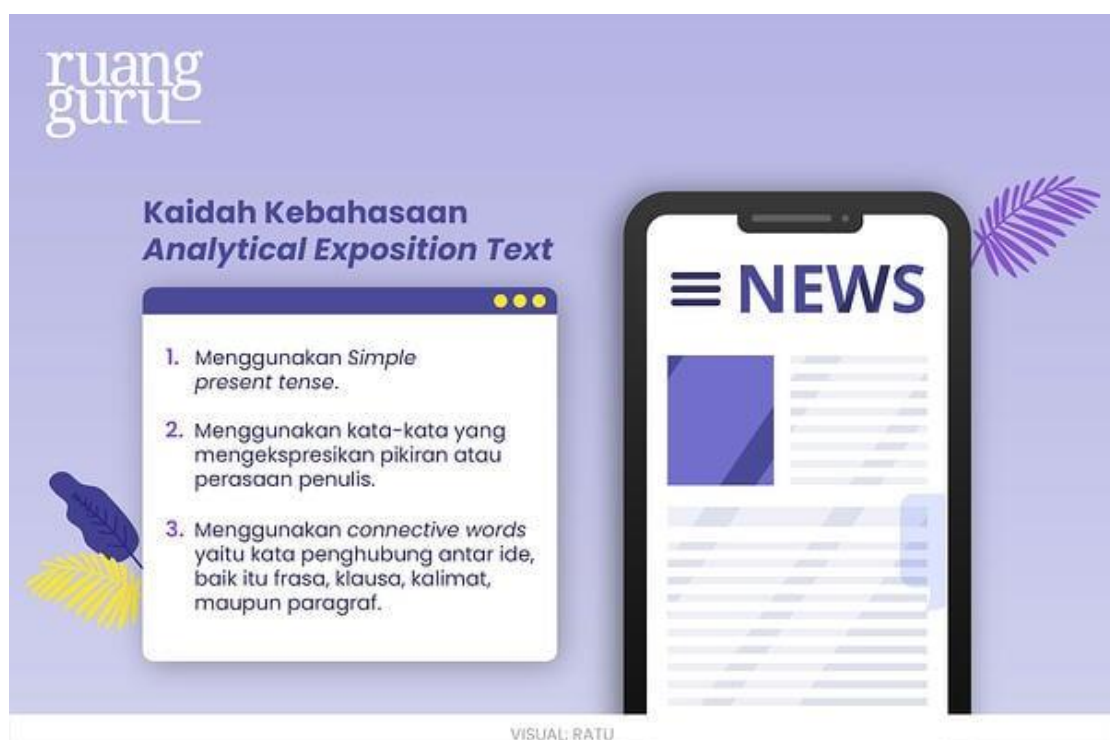 ruang
guru
Kaidah Kebahasaan
Analytical Exposition Text
1. Menggunakan Simple
present tense.
2. Menggunakan kata-kata yang
mengekspresikan pikiran atau
perasaan penulis.
3. Menggunakan connective words
yaitu kata penghubung antar ide,
baik itu frasa, klausa, kalimat,
maupun paragraf.
NEWS
VISUAL: RATU